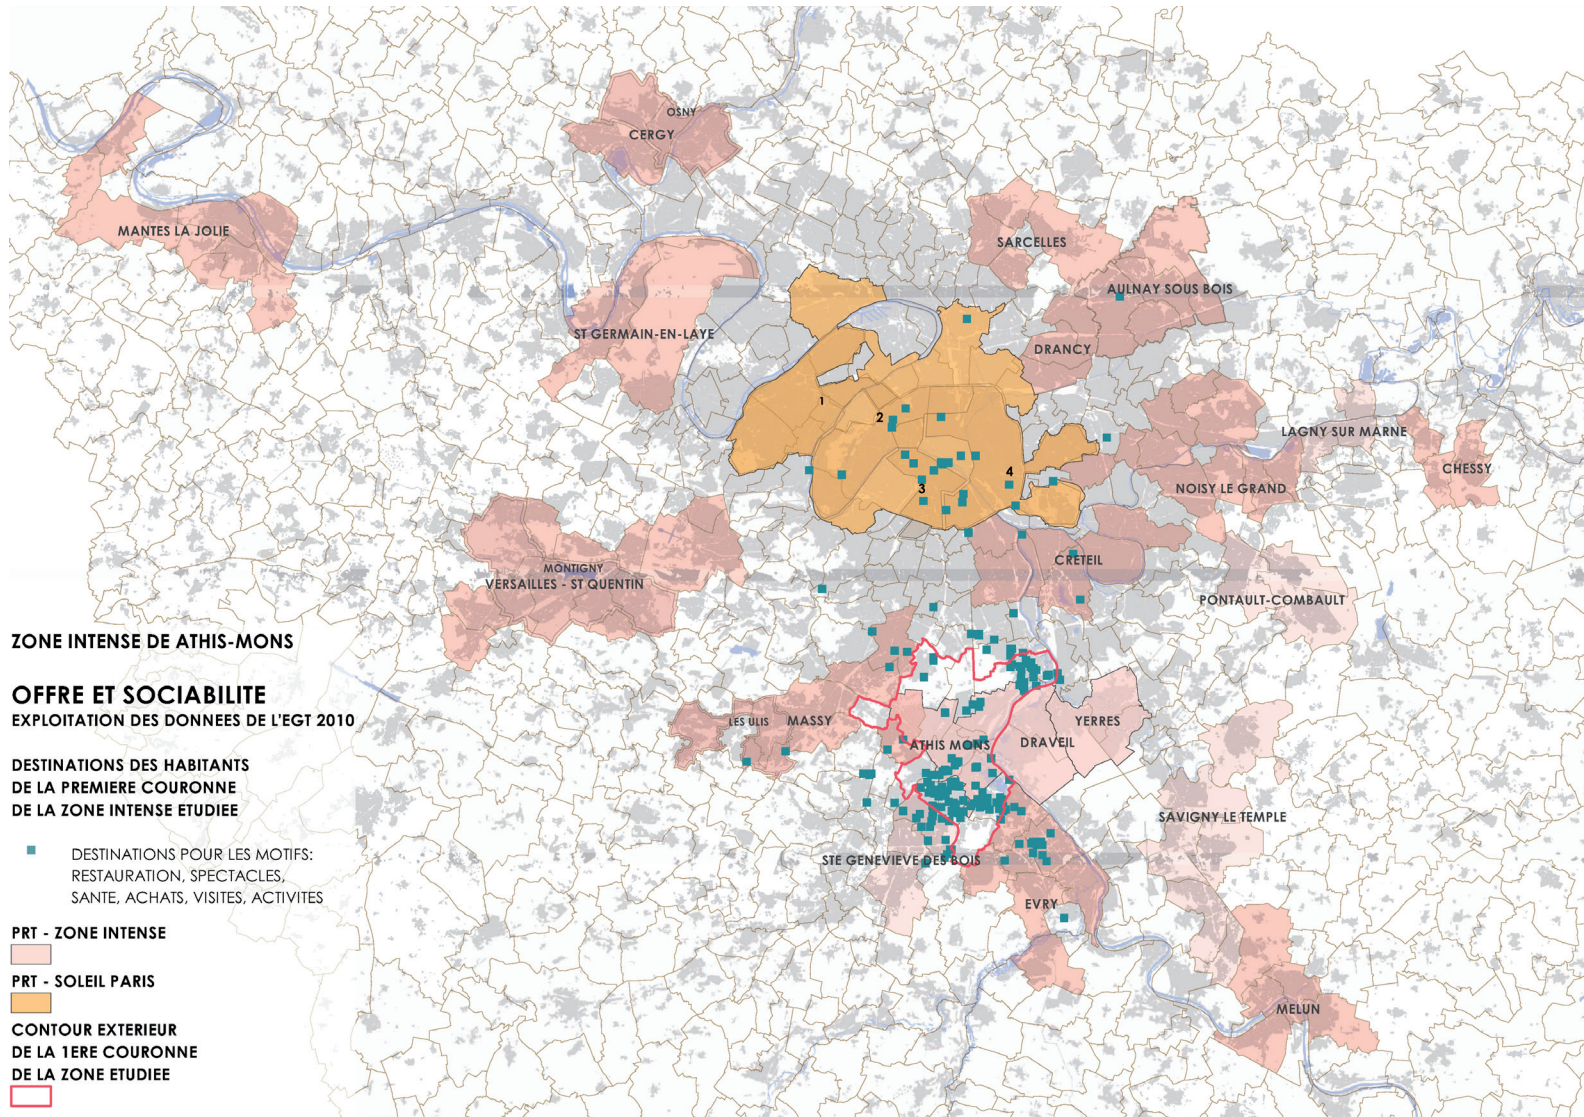 OSNY
CERGY
MANTES LA JOLIE
SARCELLES
AULNAY SOUS BOIS
ST GERMAIN-EN-LAYE
DRANCY
1
2
LAGNY SUR MARNE
CHESSY
4
3
NOISY LE GRAND
CRETEIL
MONTIGNY
VERSAILLES - ST QUENTIN
PONTAULT-COMBAULT
ZONE INTENSE DE ATHIS-MONS
OFFRE ET SOCIABILITE
EXPLOITATION DES DONNEES DE L'EGT 2010
LES ULIS
MASSY
YERRES
ATHIS MONS
DRAVEIL
DESTINATIONS DES HABITANTS
DE LA PREMIERE COURONNE
DE LA ZONE INTENSE ETUDIEE
SAVIGNY LE TEMPLE
DESTINATIONS POUR LES MOTIFS:
RESTAURATION, SPECTACLES,
SANTE, ACHATS, VISITES, ACTIVITES
STE GENEVIEVE DES BOIS
EVRY
PRT - ZONE INTENSE
PRT - SOLEIL PARIS
MELUN
CONTOUR EXTERIEUR
DE LA 1ERE COURONNE
DE LA ZONE ETUDIEE